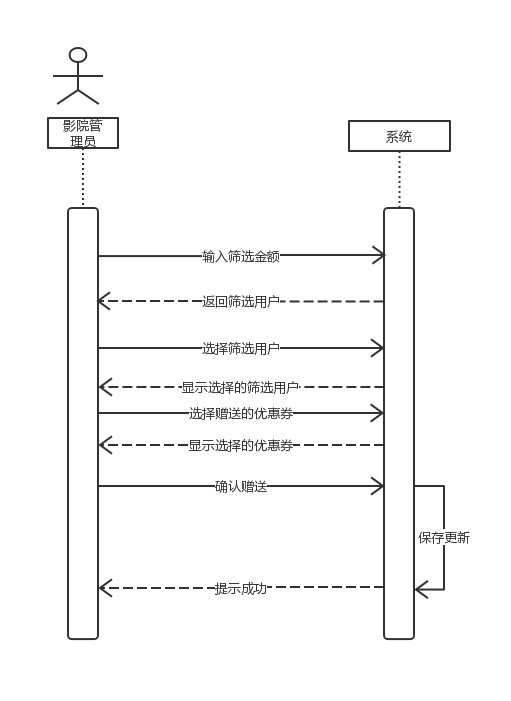 影院管
理员
系统
输入筛选金额
返回筛选用户
选择筛选用户
显示选择的筛选用户
选择赠送的优惠券
显示选择的优惠券
确认赠送
保存更新
提示成功